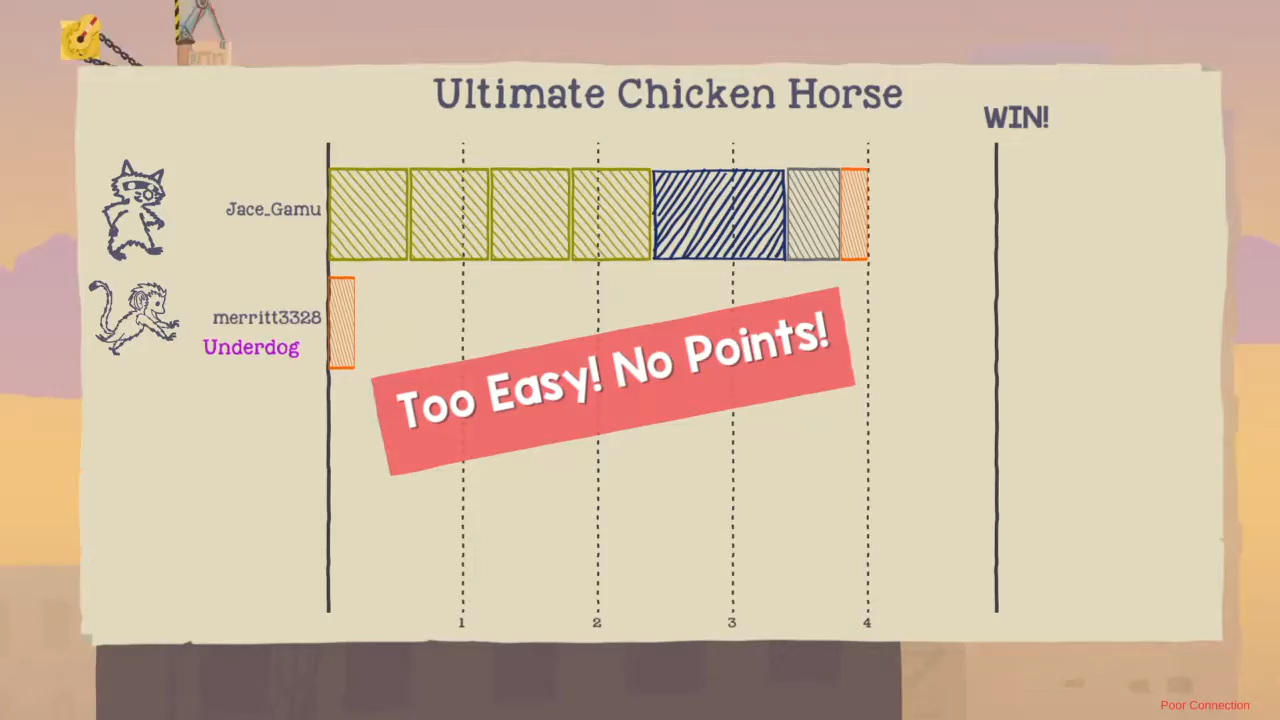 Ultimate Chicken Horse
WIN!
Jace_Gamu
merritt3328
Underdog
Too Easy! No Points!
1 2 3 4
Poor Connection